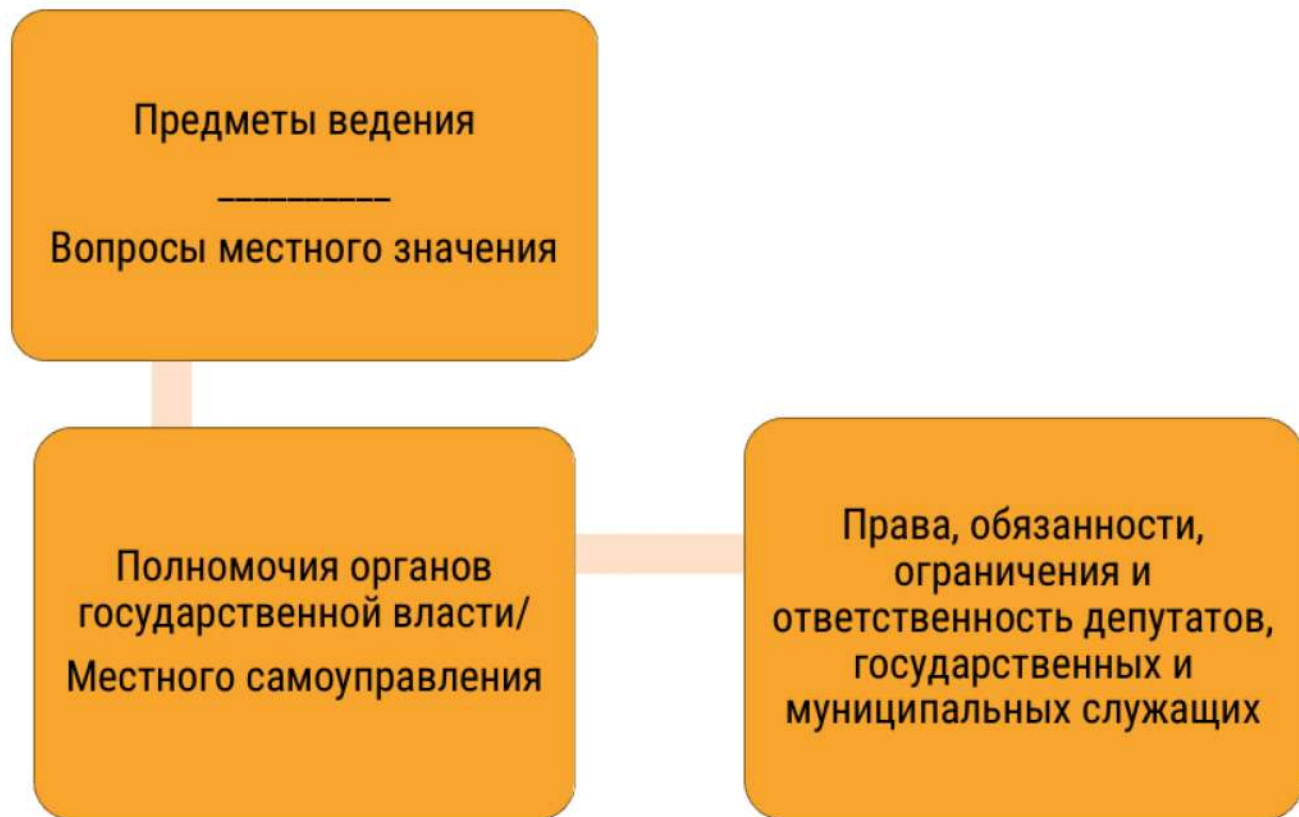 Предметы ведения
__________
Вопросы местного значения
Полномочия органов
государственной власти/
Местного самоуправления
Права, обязанности,
ограничения и
ответственность депутатов,
государственных и
муниципальных служащих